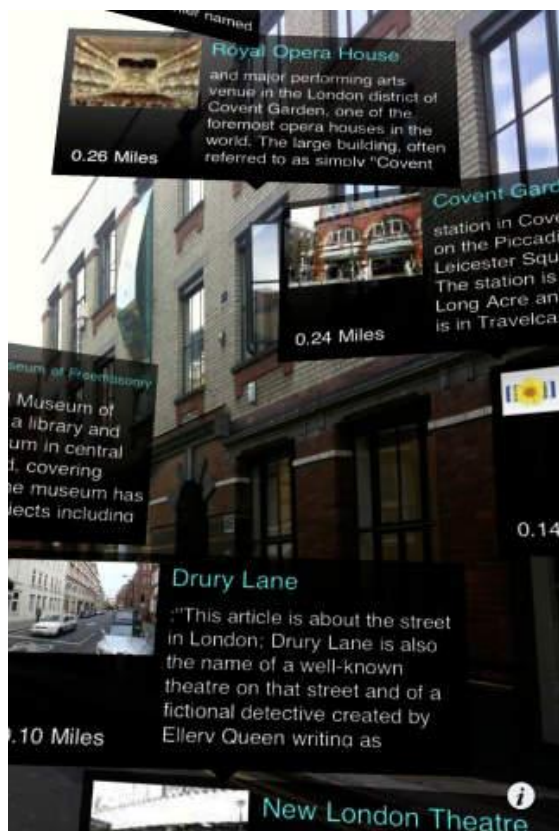 named
Royal Opera House
and major performing arts
venue in the London district of
Covent Garden, one of the
foremost opera houses in the
world. The large building, often
referred to as simply "Covent
0.26 Miles
Covent Gard
station in Cov
on the Piccadi
Leicester Squ
The station is
Long Acre an
is in Travelca
0.24 Miles
seum of Freemasonry
Museum of
a library and
um in central
d, covering
e museum has
jects including
0.14
Drury Lane
:"This article is about the street
in London; Drury Lane is also
the name of a well-known
theatre on that street and of a
fictional detective created by
Ellery Queen writing as
0.10 Miles
i
New London Theatre